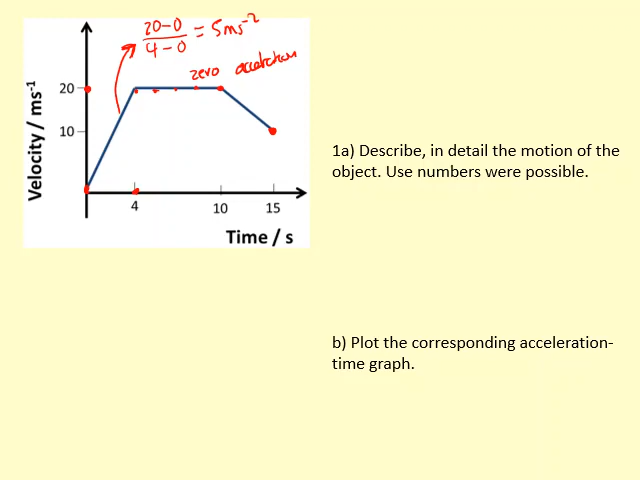 20-0
4-0
= 5ms⁻²
zero acceleration
Velocity / ms⁻¹
20
10
4
10
15
Time / s
1a) Describe, in detail the motion of the
object. Use numbers were possible.
b) Plot the corresponding acceleration-
time graph.